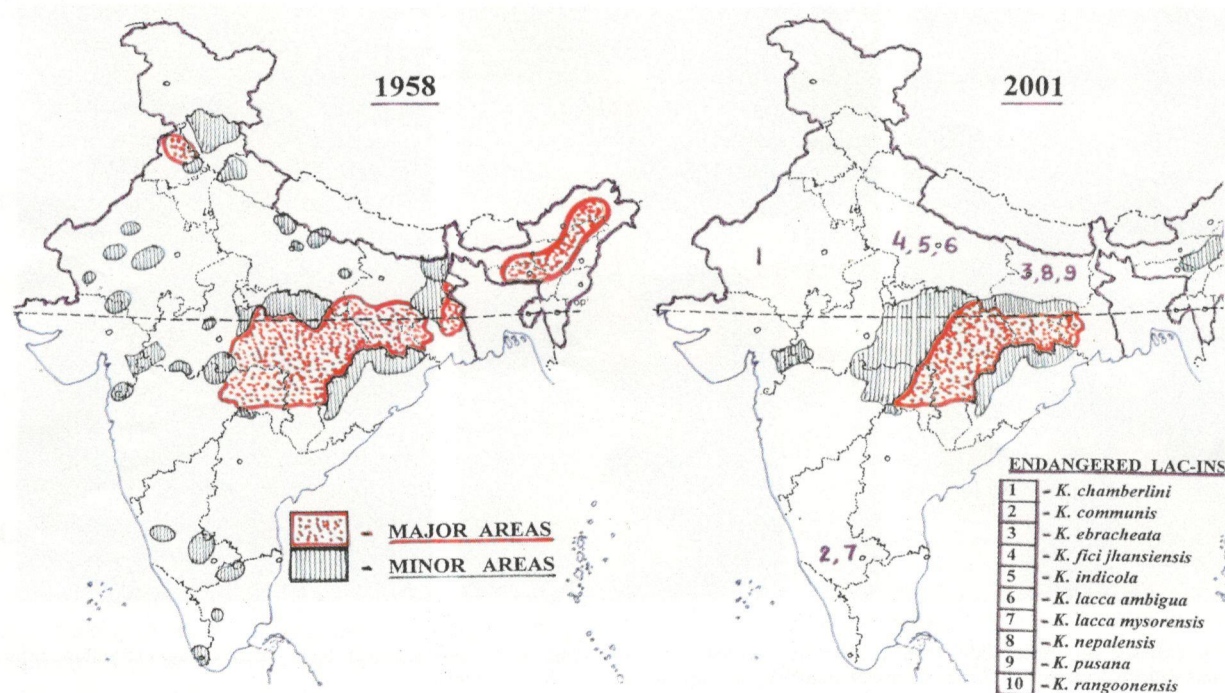 1958
2001
1
4,5,6
3,8,9
2,7
- MAJOR AREAS
- MINOR AREAS
ENDANGERED LAC-INS
1 - K. chamberlini
2 - K. communis
3 - K. ebracheata
4 - K. fici jhansiensis
5 - K. indicola
6 - K. lacca ambigua
7 - K. lacca mysorensis
8 - K. nepalensis
9 - K. pusana
10 - K. rangoonensis